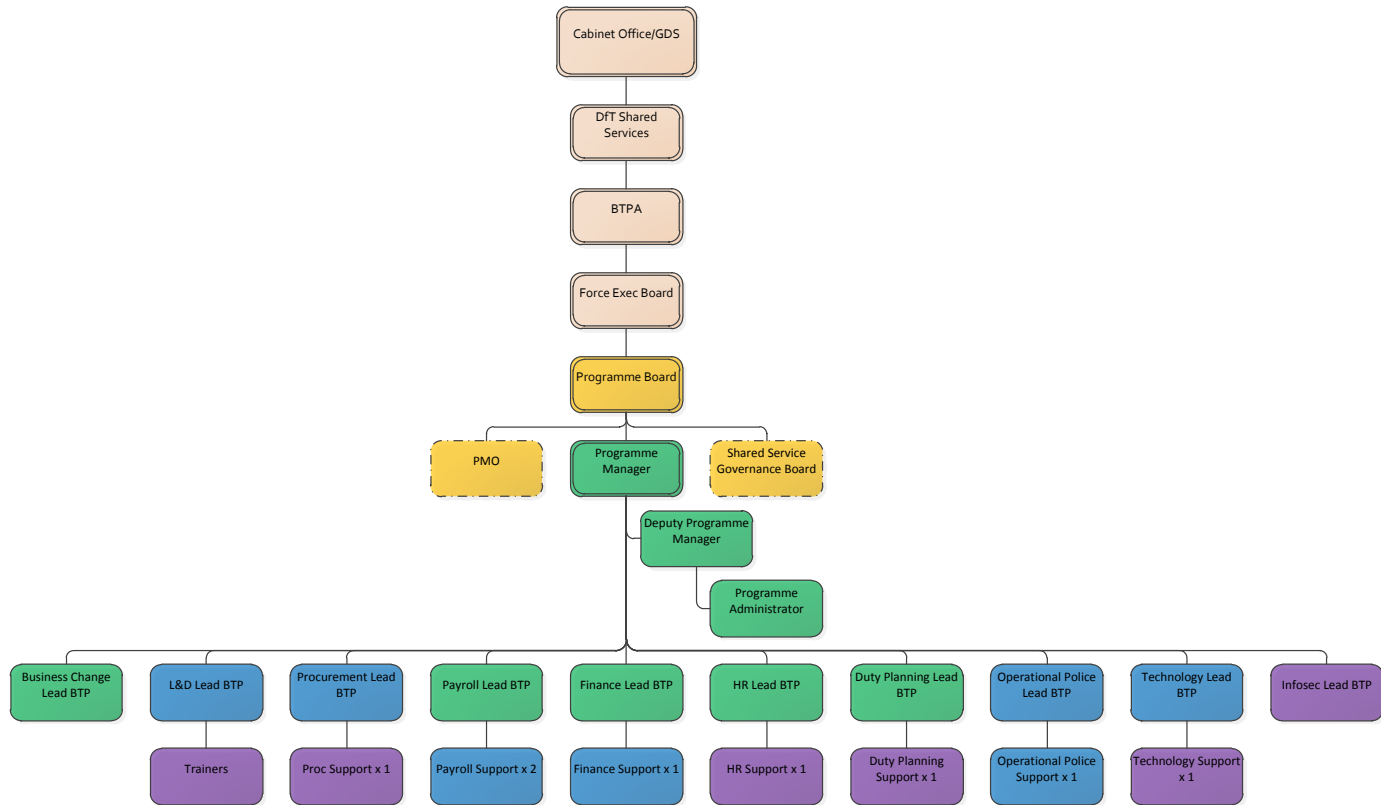 Cabinet Office/GDS
DfT Shared
Services
BTPA
Force Exec Board
Programme Board
PMO
Programme
Manager
Shared Service
Governance Board
Deputy Programme
Manager
Programme
Administrator
Business Change
Lead BTP
L&D Lead BTP
Procurement Lead
BTP
Payroll Lead BTP
Finance Lead BTP
HR Lead BTP
Duty Planning Lead
BTP
Operational Police
Lead BTP
Technology Lead
BTP
Infosec Lead BTP
Trainers
Proc Support x 1
Payroll Support x 2
Finance Support x 1
HR Support x 1
Duty Planning
Support x 1
Operational Police
Support x 1
Technology Support
x 1